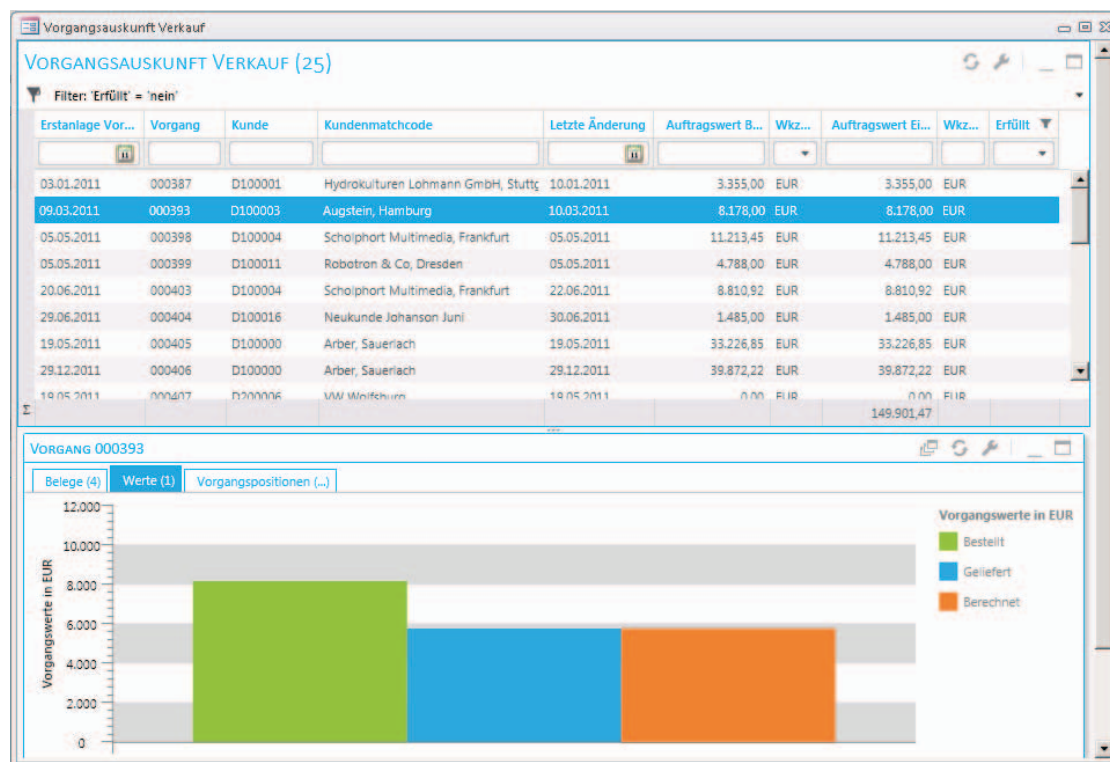 Vorgangsauskunft Verkauf
VORGANGSAUSKUNFT VERKAUF (25)
Filter: 'Erfüllt' = 'nein'
Erstanlage Vor... Vorgang Kunde Kundenmatchcode Letzte Änderung Auftragswert B... Wkz... Auftragswert Ei... Wkz... Erfüllt
03.01.2011 000387 D100001 Hydrokulturen Lohmann GmbH, Stuttg 10.01.2011 3.355,00 EUR 3.355,00 EUR
09.03.2011 000393 D100003 Augstein, Hamburg 10.03.2011 8.178,00 EUR 8.178,00 EUR
05.05.2011 000398 D100004 Scholphort Multimedia, Frankfurt 05.05.2011 11.213,45 EUR 11.213,45 EUR
05.05.2011 000399 D100011 Robotron & Co, Dresden 05.05.2011 4.788,00 EUR 4.788,00 EUR
20.06.2011 000403 D100004 Scholphort Multimedia, Frankfurt 22.06.2011 8.810,92 EUR 8.810,92 EUR
29.06.2011 000404 D100016 Neukunde Johanson Juni 30.06.2011 1.485,00 EUR 1.485,00 EUR
19.05.2011 000405 D100000 Arber, Sauerlach 19.05.2011 33.226,85 EUR 33.226,85 EUR
29.12.2011 000406 D100000 Arber, Sauerlach 29.12.2011 39.872,22 EUR 39.872,22 EUR
19.05.2011 000407 D200006 VW Wolfsburg 19.05.2011 0,00 EUR 0,00 EUR
Σ 149.901,47
VORGANG 000393
Belege (4) Werte (1) Vorgangspositionen (...)
Vorgangswerte in EUR
12.000
10.000
8.000
6.000
4.000
2.000
0
Vorgangswerte in EUR
Bestellt
Geliefert
Berechnet